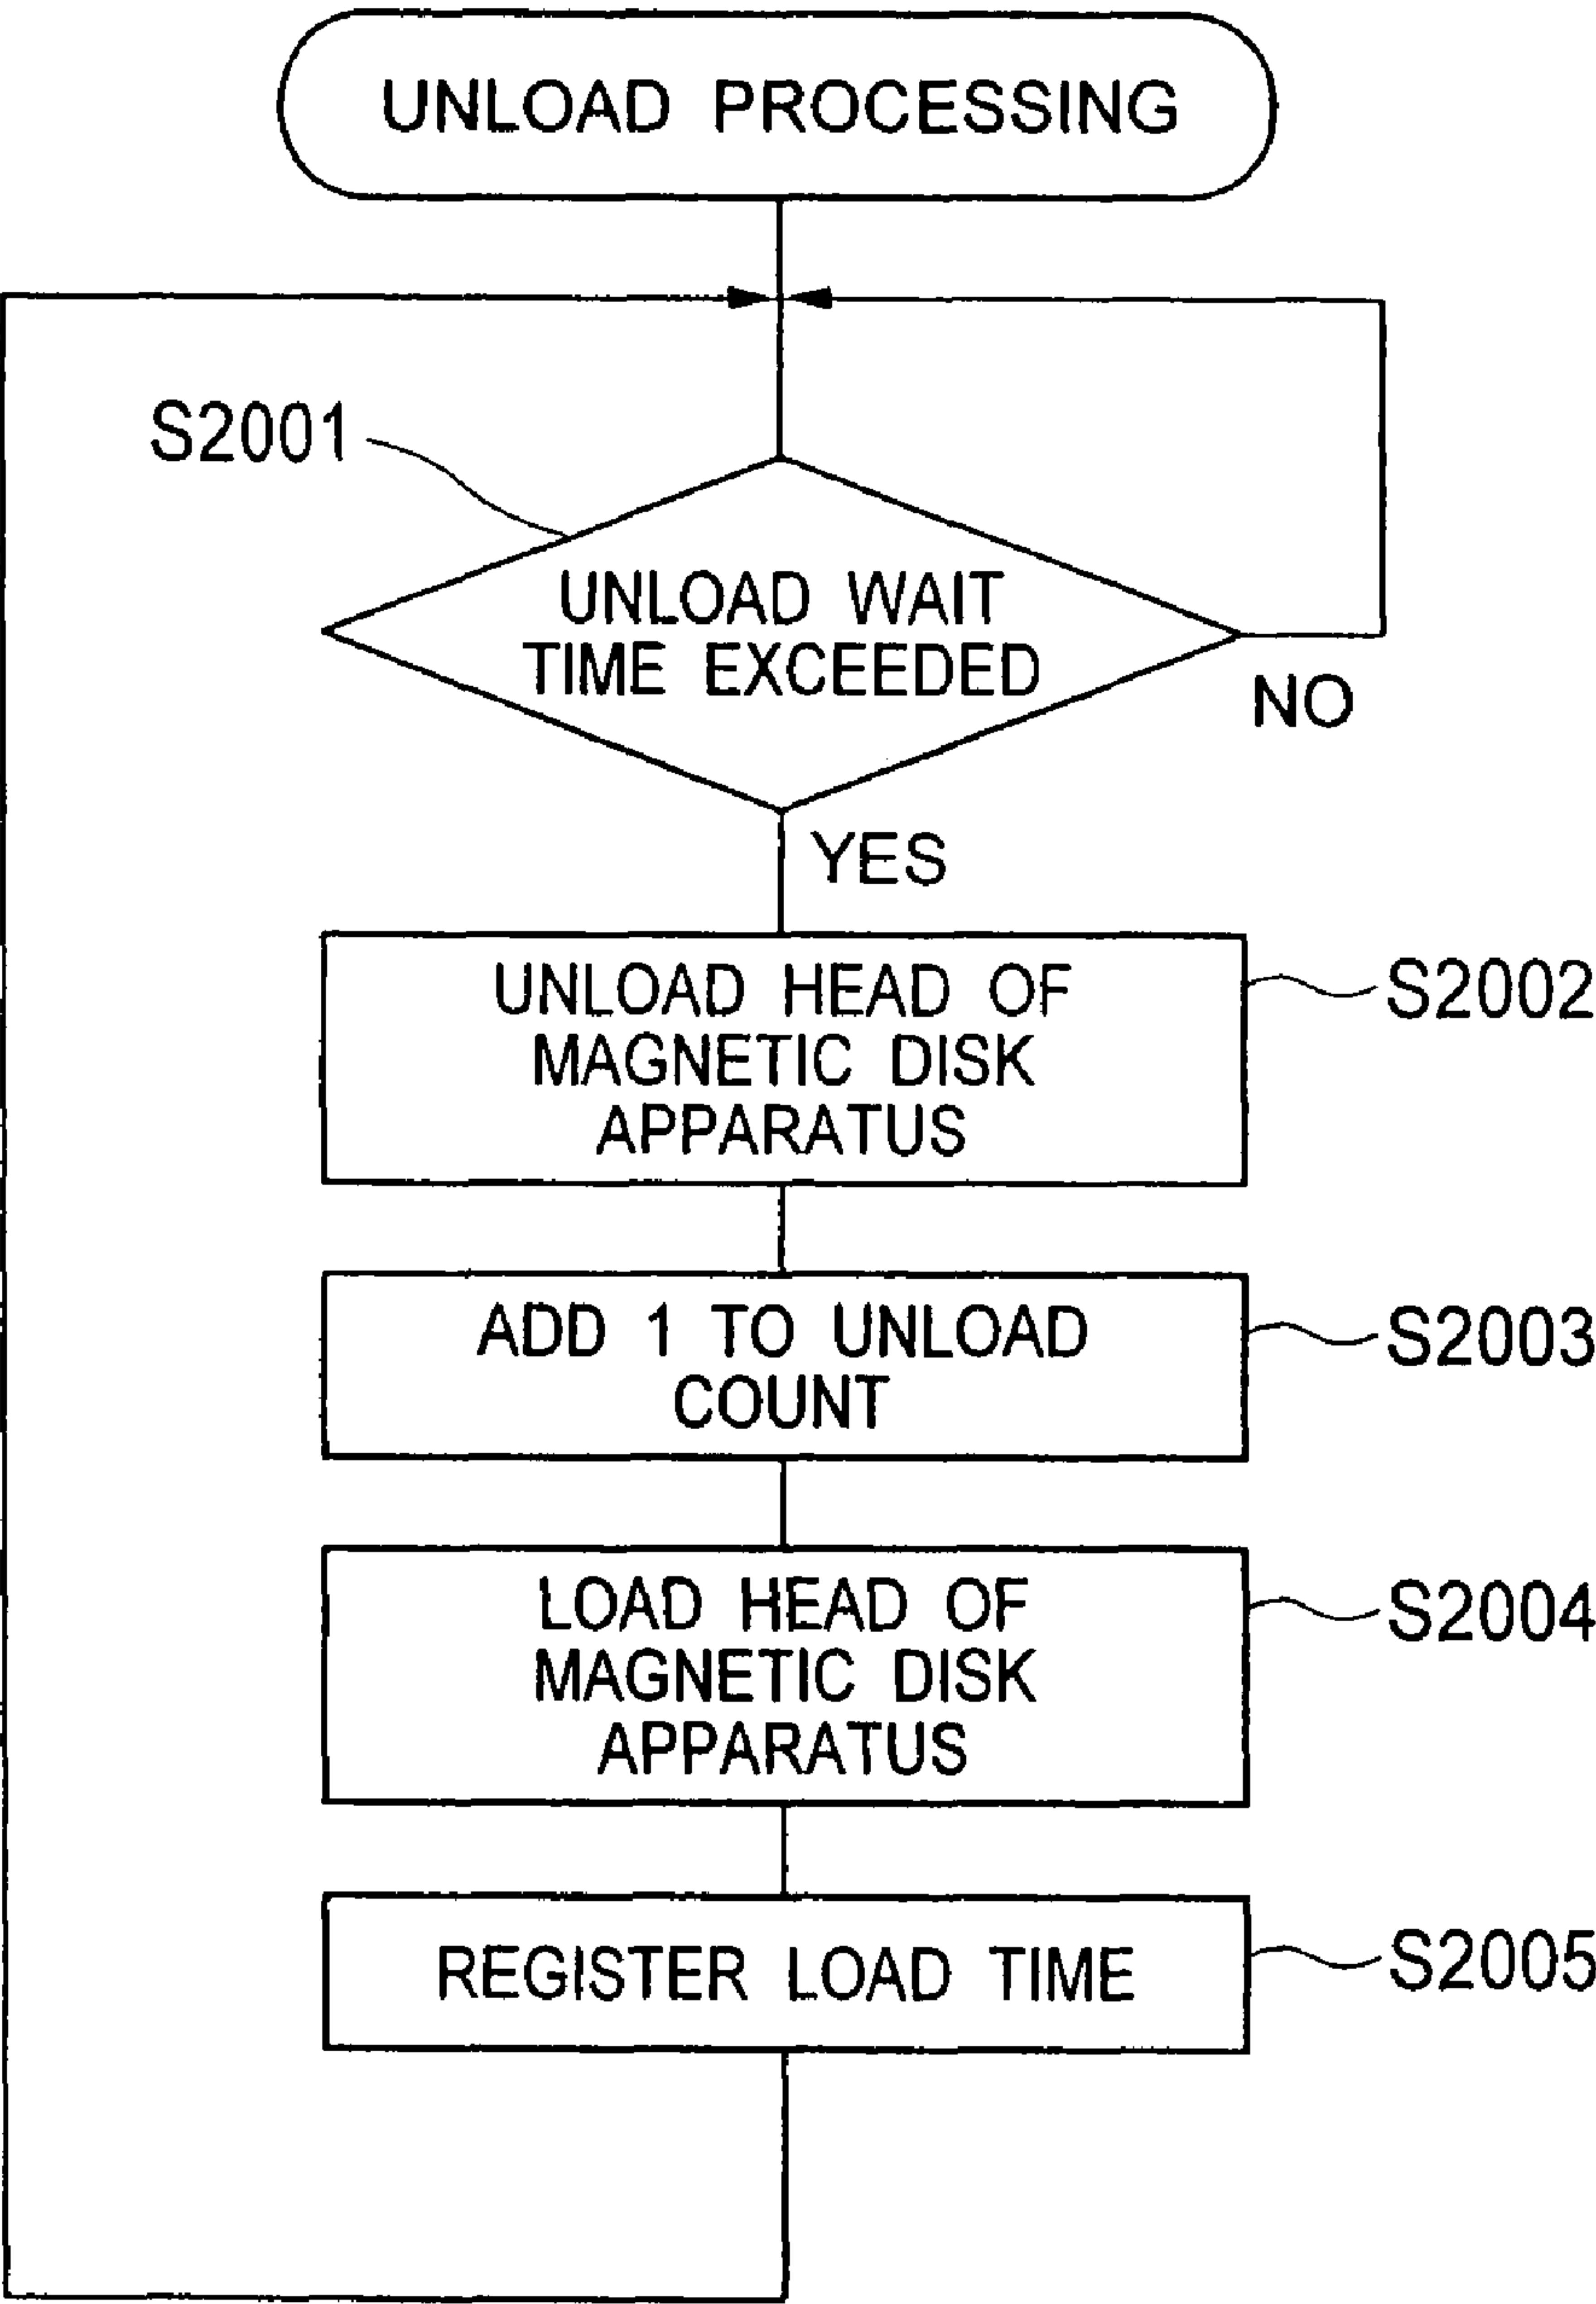 UNLOAD PROCESSING
S2001
UNLOAD WAIT
TIME EXCEEDED
NO
YES
UNLOAD HEAD OF
MAGNETIC DISK
APPARATUS
S2002
ADD 1 TO UNLOAD
COUNT
S2003
LOAD HEAD OF
MAGNETIC DISK
APPARATUS
S2004
REGISTER LOAD TIME
S2005